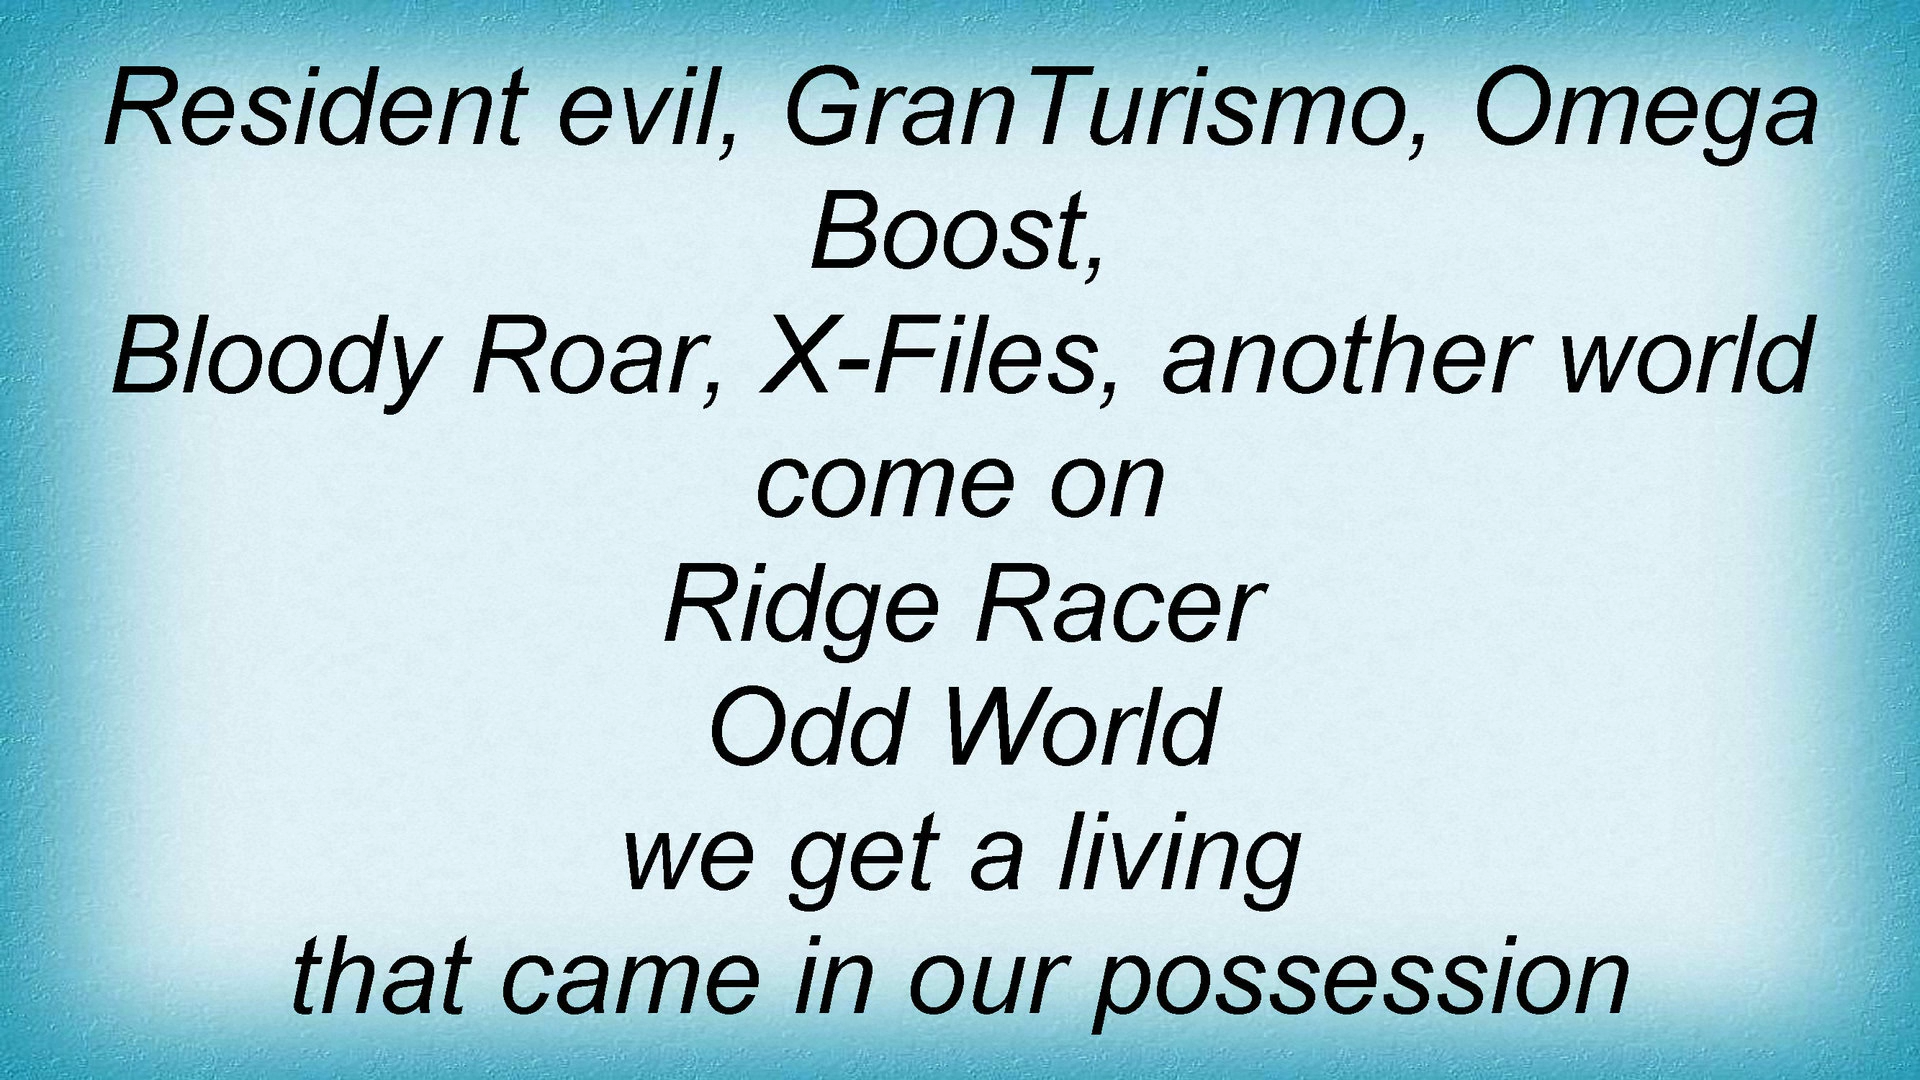 Resident evil, GranTurismo, Omega
Boost,
Bloody Roar, X-Files, another world
come on
Ridge Racer
Odd World
we get a living
that came in our possession